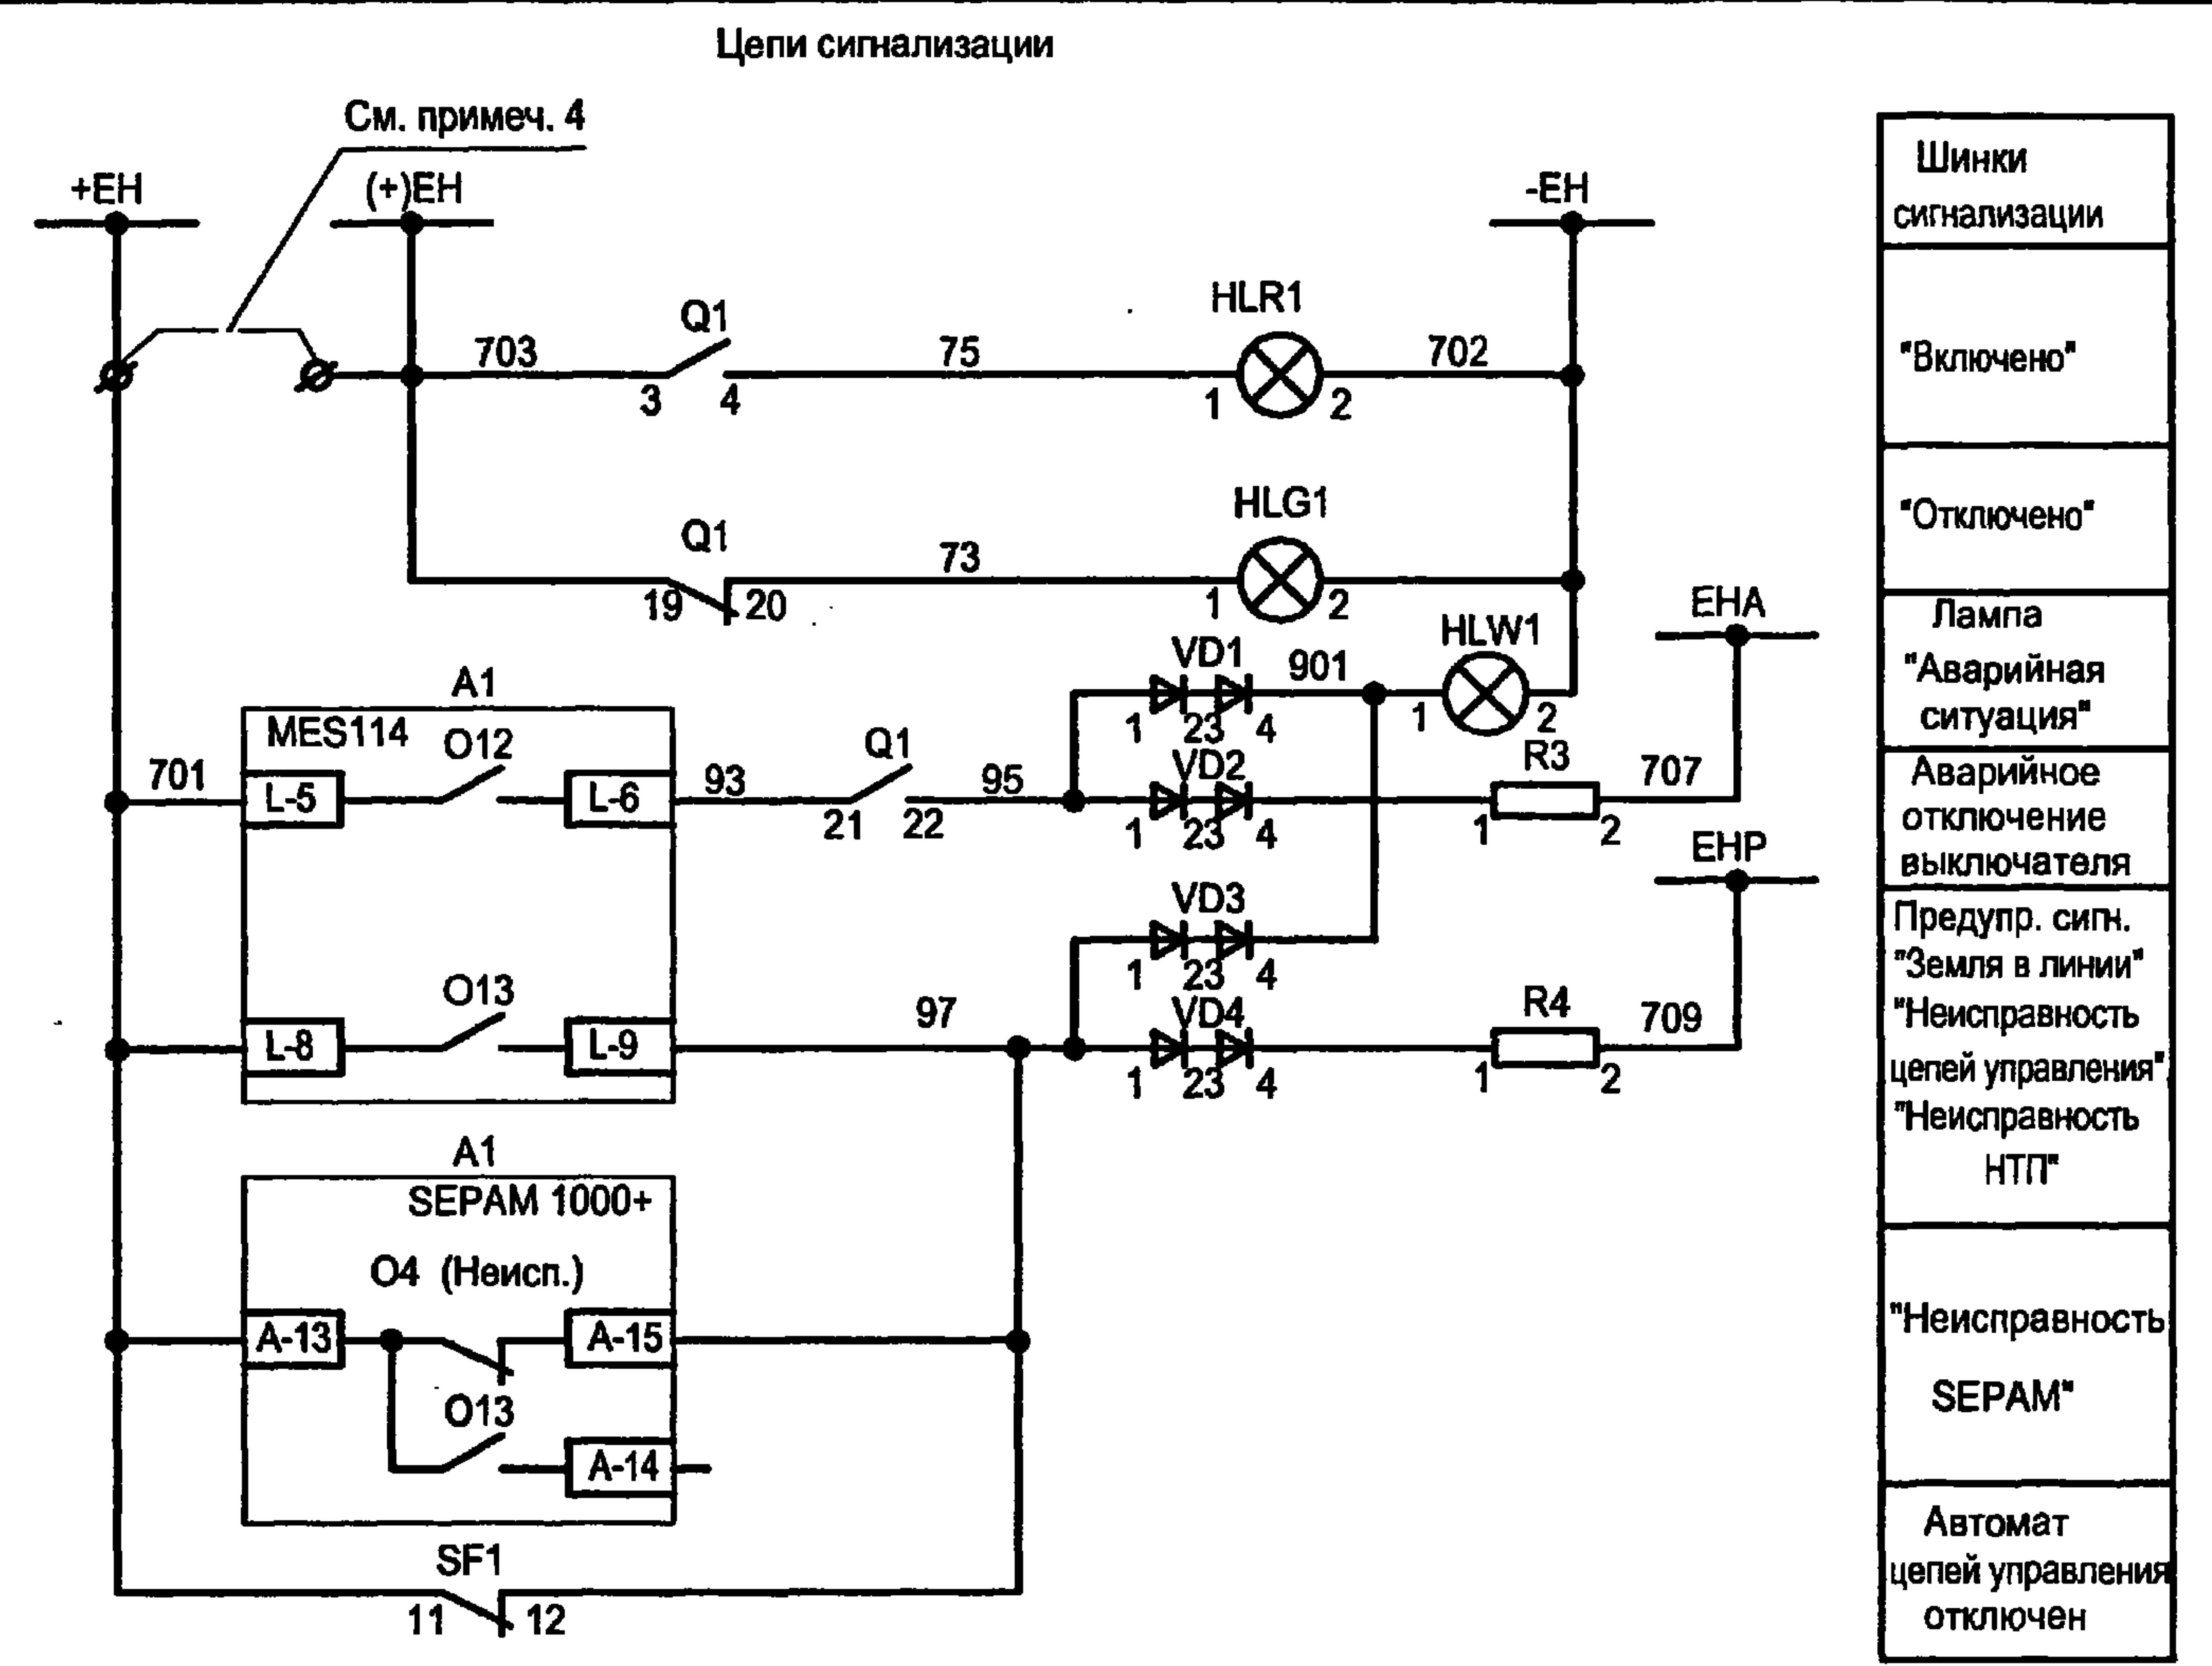 Цепи сигнализации
См. примеч. 4
+EH
(+)EH
-EH
703
Q1
3
4
75
HLR1
1
2
702
Q1
19
20
73
HLG1
1
2
EHA
HLW1
1
2
VD1
1
23
4
901
A1
MES114
701
L-5
O12
L-6
93
Q1
21
22
95
VD2
1
23
4
R3
1
2
707
EHP
VD3
1
23
4
L-8
O13
L-9
97
VD4
1
23
4
R4
1
2
709
A1
SEPAM 1000+
O4 (Неисп.)
A-13
A-15
O13
A-14
SF1
11
12
Шинки
сигнализации
"Включено"
"Отключено"
Лампа
"Аварийная
ситуация"
Аварийное
отключение
выключателя
Предупр. сигн.
"Земля в линии"
"Неисправность
цепей управления"
"Неисправность
НТП"
"Неисправность
SEPAM"
Автомат
цепей управления
отключен